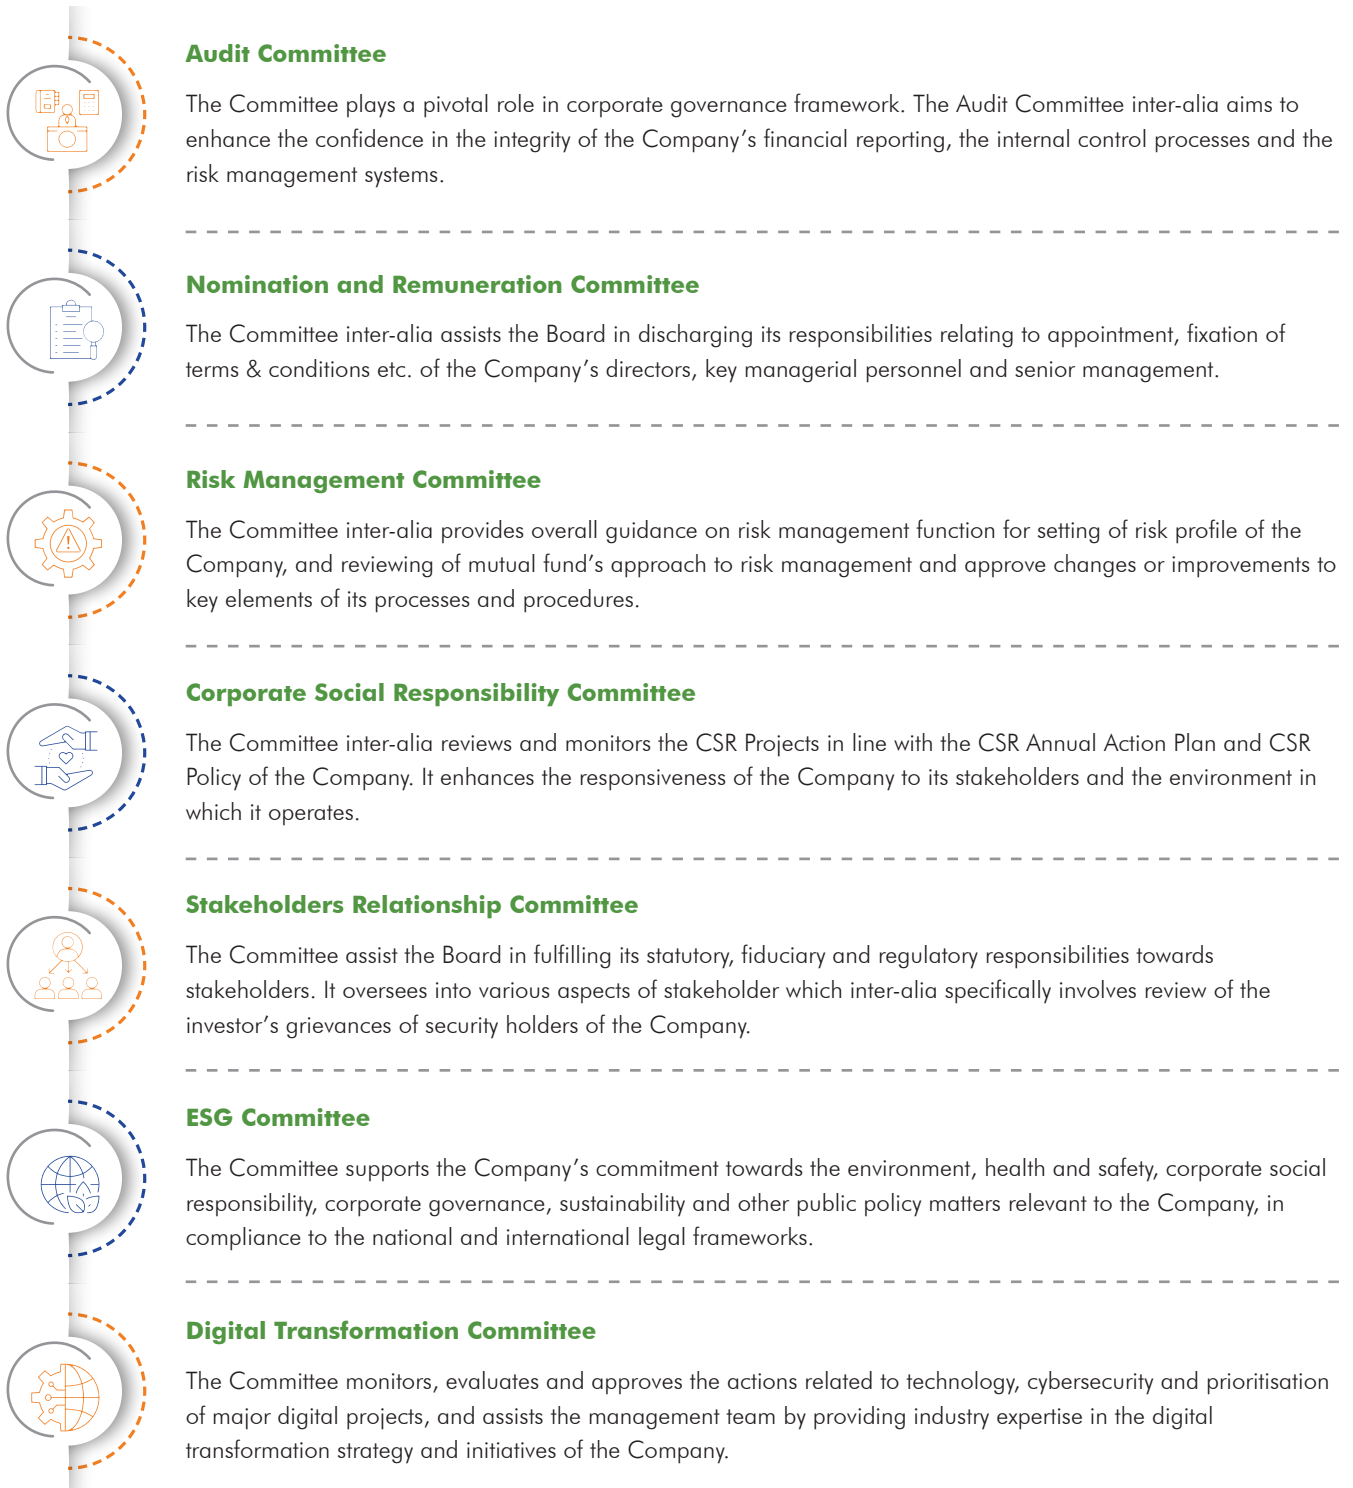 Audit Committee
The Committee plays a pivotal role in corporate governance framework. The Audit Committee inter-alia aims to
enhance the confidence in the integrity of the Company's financial reporting, the internal control processes and the
risk management systems.
Nomination and Remuneration Committee
The Committee inter-alia assists the Board in discharging its responsibilities relating to appointment, fixation of
terms & conditions etc. of the Company's directors, key managerial personnel and senior management.
Risk Management Committee
The Committee inter-alia provides overall guidance on risk management function for setting of risk profile of the
Company, and reviewing of mutual fund's approach to risk management and approve changes or improvements to
key elements of its processes and procedures.
Corporate Social Responsibility Committee
The Committee inter-alia reviews and monitors the CSR Projects in line with the CSR Annual Action Plan and CSR
Policy of the Company. It enhances the responsiveness of the Company to its stakeholders and the environment in
which it operates.
Stakeholders Relationship Committee
The Committee assist the Board in fulfilling its statutory, fiduciary and regulatory responsibilities towards
stakeholders. It oversees into various aspects of stakeholder which inter-alia specifically involves review of the
investor's grievances of security holders of the Company.
ESG Committee
The Committee supports the Company's commitment towards the environment, health and safety, corporate social
responsibility, corporate governance, sustainability and other public policy matters relevant to the Company, in
compliance to the national and international legal frameworks.
Digital Transformation Committee
The Committee monitors, evaluates and approves the actions related to technology, cybersecurity and prioritisation
of major digital projects, and assists the management team by providing industry expertise in the digital
transformation strategy and initiatives of the Company.